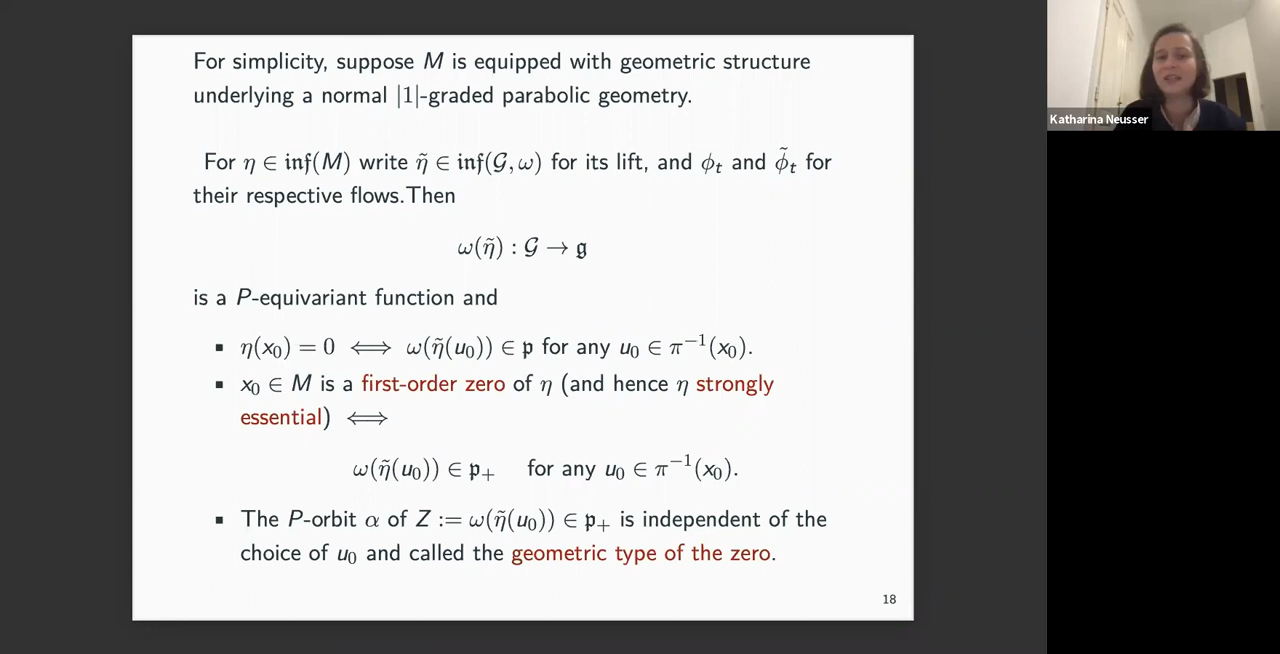 For simplicity, suppose M is equipped with geometric structure
underlying a normal |1|-graded parabolic geometry.
For η ∈ 𝔦𝔫𝔣(M) write η̃ ∈ 𝔦𝔫𝔣(𝒢, ω) for its lift, and ϕₜ and ϕ̃ₜ for
their respective flows.Then
ω(η̃) : 𝒢 → 𝔤
is a P-equivariant function and
▪ η(x₀) = 0 ⟺ ω(η̃(u₀)) ∈ 𝔭 for any u₀ ∈ π⁻¹(x₀).
▪ x₀ ∈ M is a first-order zero of η (and hence η strongly
essential) ⟺
ω(η̃(u₀)) ∈ 𝔭₊ for any u₀ ∈ π⁻¹(x₀).
▪ The P-orbit α of Z := ω(η̃(u₀)) ∈ 𝔭₊ is independent of the
choice of u₀ and called the geometric type of the zero.
18
Katharina Neusser